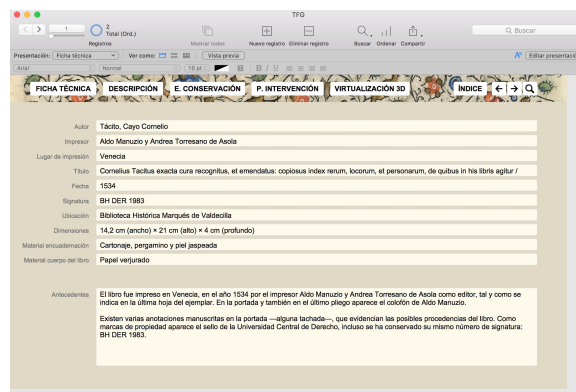 TFG
1
2
Total (Ord.)
Registros
Mostrar todos
Nuevo registro
Eliminar registro
Buscar
Ordenar
Compartir
Buscar
Presentación:
Ficha técnica
Ver como:
Vista previa
Editar presentació
Arial
Normal
16 pt
B I U
FICHA TÉCNICA
DESCRIPCIÓN
E. CONSERVACIÓN
P. INTERVENCIÓN
VIRTUALIZACIÓN 3D
ÍNDICE
Autor Tácito, Cayo Cornelio
Impresor Aldo Manuzio y Andrea Torresano de Asola
Lugar de impresión Venecia
Título Cornelius Tacitus exacta cura recognitus, et emendatus: copiosus index rerum, locorum, et personarum, de quibus in his libris agitur /
Fecha 1534
Signatura BH DER 1983
Ubicación Biblioteca Histórica Marqués de Valdecilla
Dimensiones 14,2 cm (ancho) × 21 cm (alto) × 4 cm (profundo)
Material encuadernación Cartonaje, pergamino y piel jaspeada
Material cuerpo del libro Papel verjurado
Antecedentes El libro fue impreso en Venecia, en el año 1534 por el impresor Aldo Manuzio y Andrea Torresano de Asola como editor, tal y como se
indica en la última hoja del ejemplar. En la portada y también en el último pliego aparece el colofón de Aldo Manuzio.
Existen varias anotaciones manuscritas en la portada —alguna tachada—, que evidencian las posibles procedencias del libro. Como
marcas de propiedad aparece el sello de la Universidad Central de Derecho, incluso se ha conservado su mismo número de signatura:
BH DER 1983.